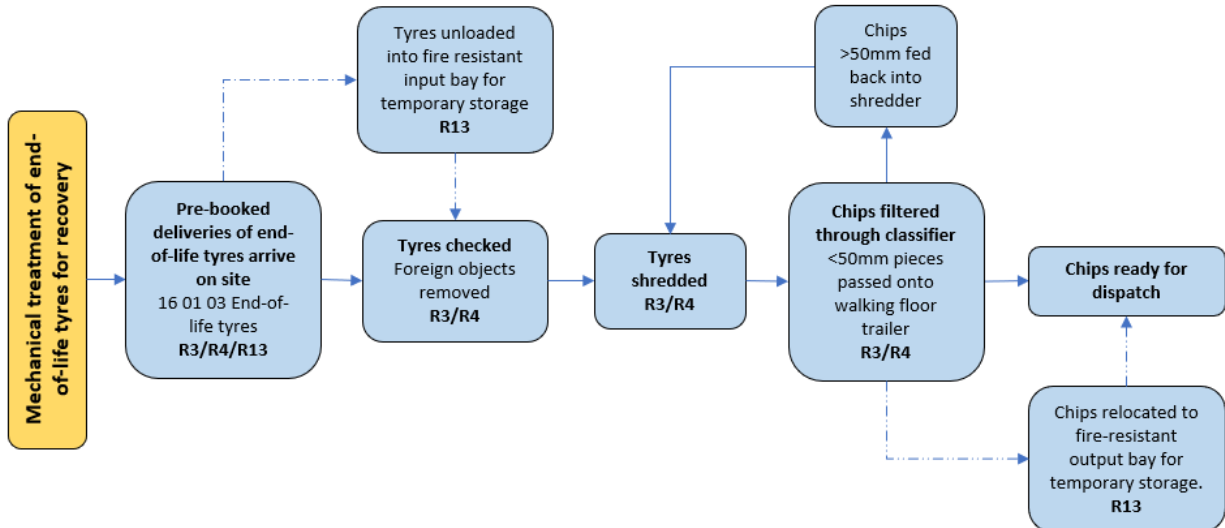 Mechanical treatment of end-
of-life tyres for recovery
Pre-booked
deliveries of end-
of-life tyres arrive
on site
16 01 03 End-of-
life tyres
R3/R4/R13
Tyres unloaded
into fire resistant
input bay for
temporary storage
R13
Tyres checked
Foreign objects
removed
R3/R4
Tyres
shredded
R3/R4
Chips
>50mm fed
back into
shredder
Chips filtered
through classifier
<50mm pieces
passed onto
walking floor
trailer
R3/R4
Chips ready for
dispatch
Chips relocated to
fire-resistant
output bay for
temporary storage.
R13